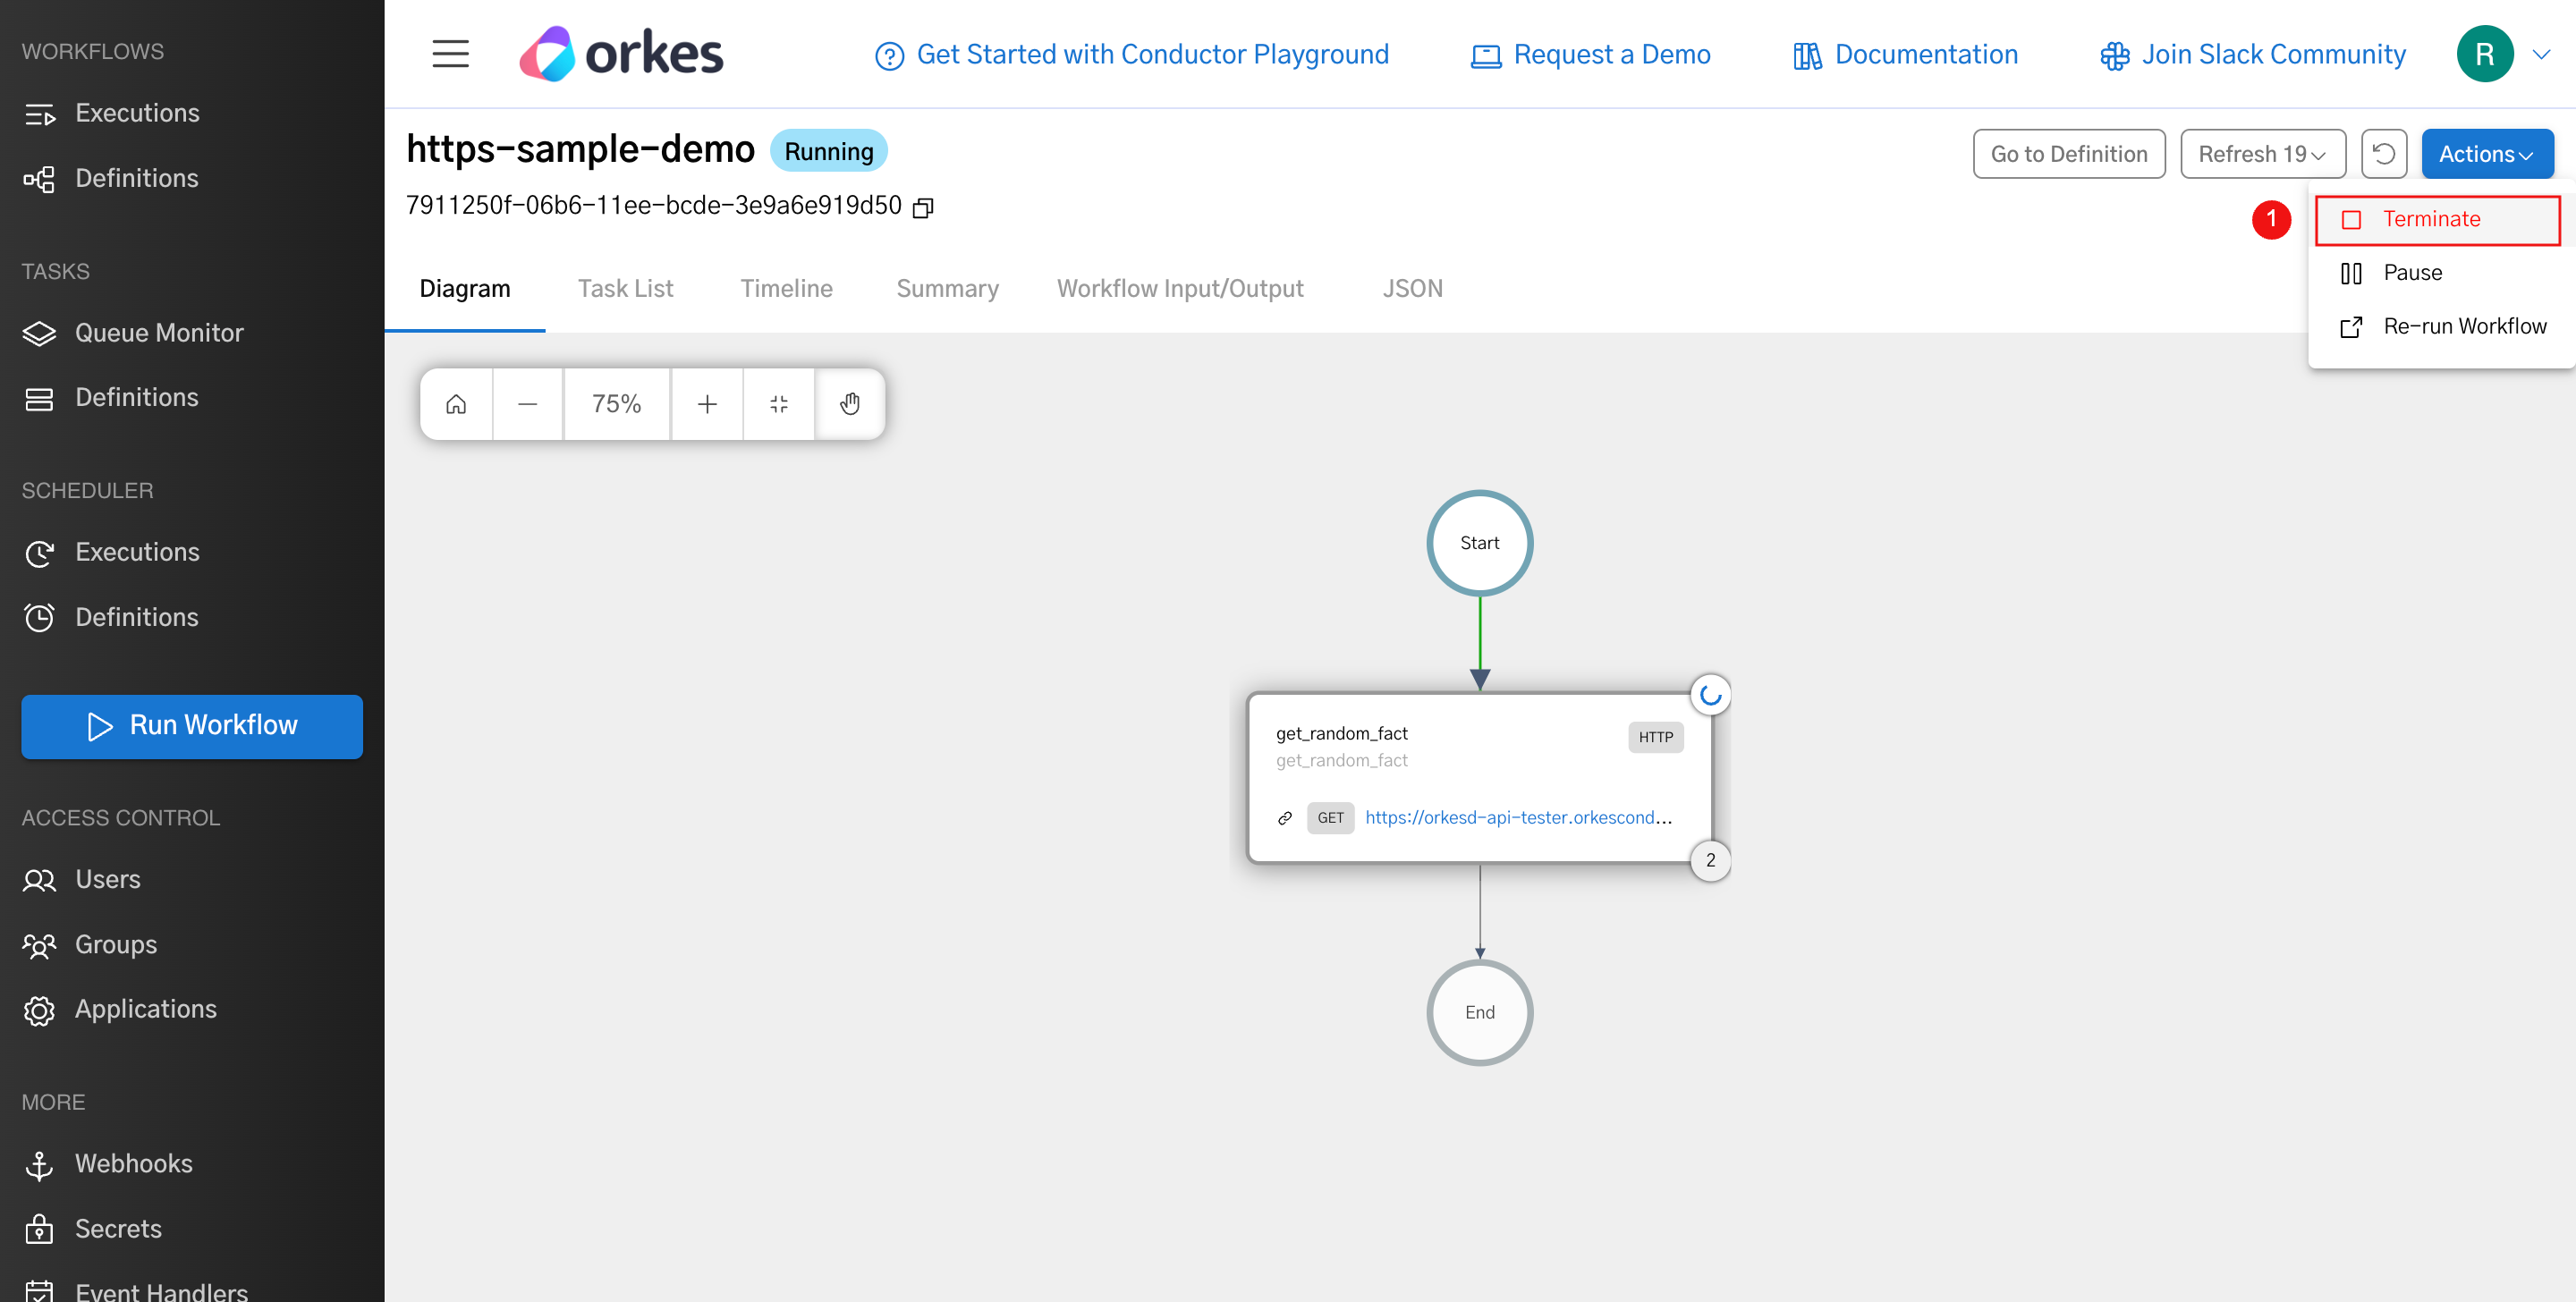 WORKFLOWS
Executions
Definitions
TASKS
Queue Monitor
Definitions
SCHEDULER
Executions
Definitions
Run Workflow
ACCESS CONTROL
Users
Groups
Applications
MORE
Webhooks
Secrets
Event Handlers
orkes
Get Started with Conductor Playground
Request a Demo
Documentation
Join Slack Community
R
https-sample-demo
Running
7911250f-06b6-11ee-bcde-3e9a6e919d50
Go to Definition
Refresh 19
Actions
1
Terminate
Pause
Re-run Workflow
Diagram
Task List
Timeline
Summary
Workflow Input/Output
JSON
75%
Start
get_random_fact
HTTP
get_random_fact
GET
https://orkesd-api-tester.orkescond...
2
End